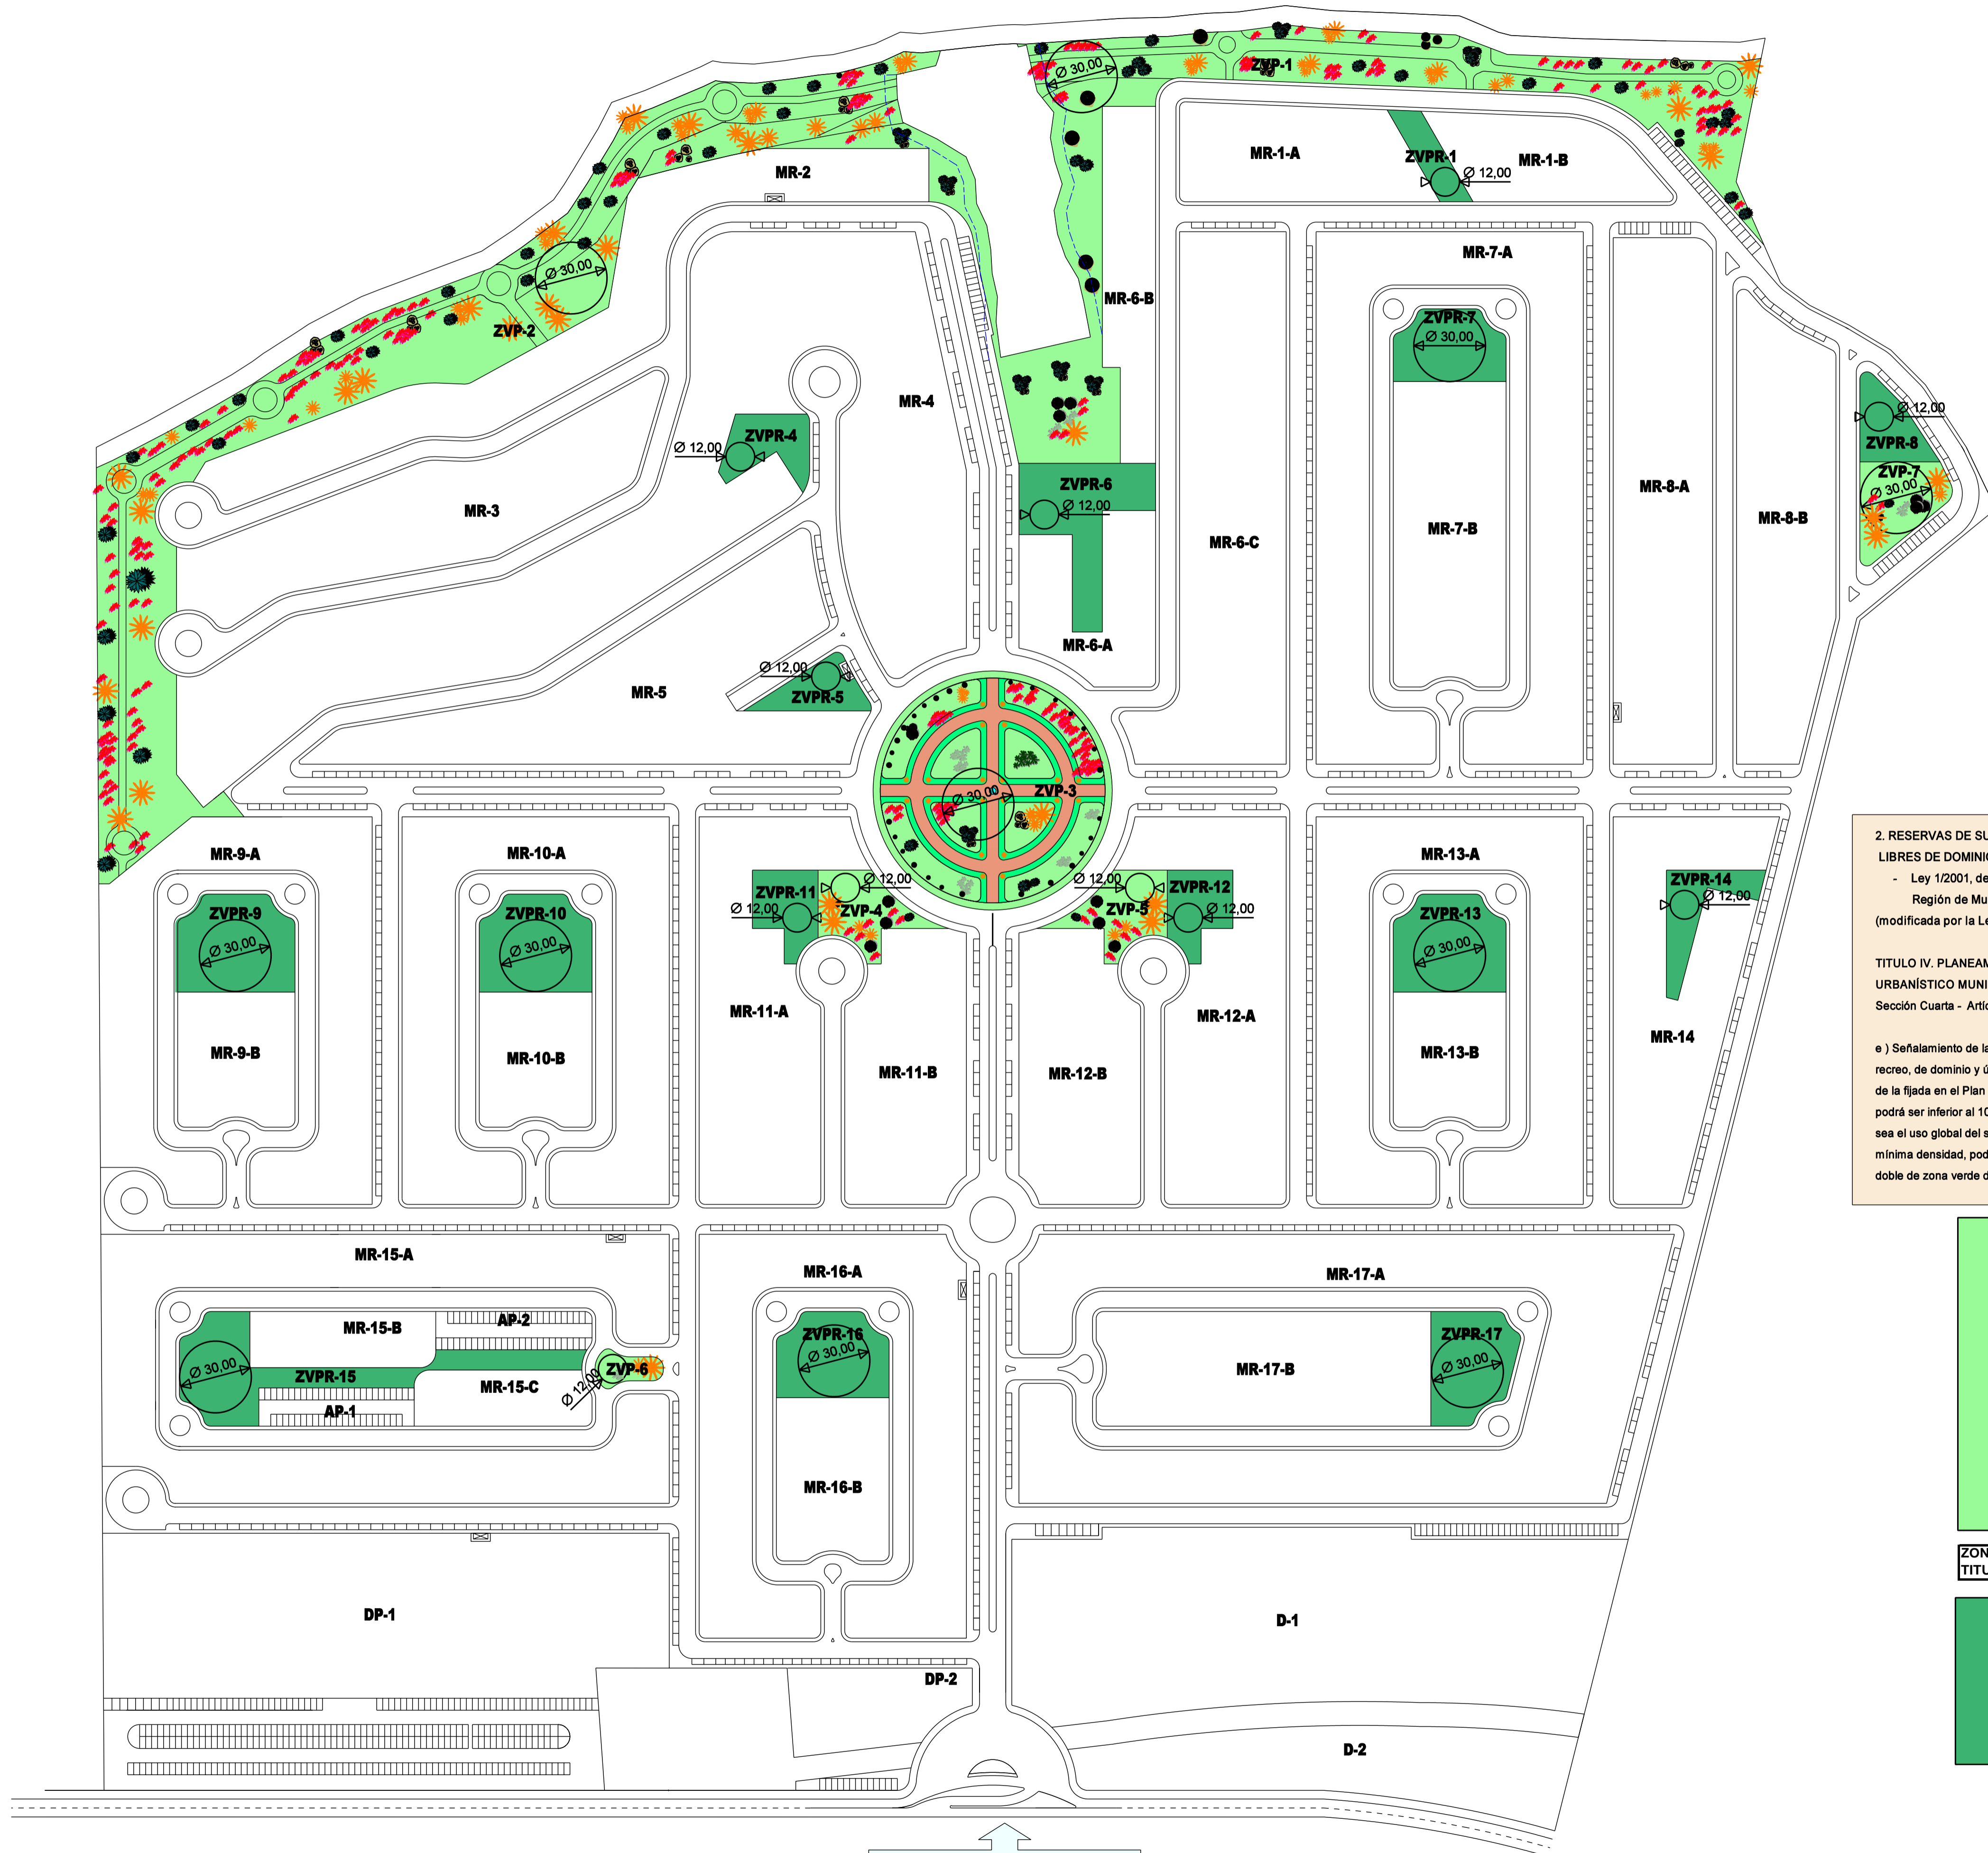 ZVP-1
Ø 30,00
MR-1-A
ZVPR-1
MR-1-B
Ø 12,00
MR-2
MR-7-A
Ø 30,00
MR-6-B
ZVP-2
ZVPR-7
Ø 30,00
MR-4
ZVPR-4
Ø 12,00
Ø 12,00
ZVPR-8
ZVP-7
Ø 30,00
MR-3
ZVPR-6
Ø 12,00
MR-8-A
MR-7-B
MR-8-B
MR-6-C
MR-6-A
Ø 12,00
ZVPR-5
MR-5
ZVP-3
Ø 30,00
MR-9-A
MR-10-A
MR-13-A
ZVPR-9
Ø 30,00
ZVPR-10
Ø 30,00
ZVPR-11
Ø 12,00
Ø 12,00
ZVP-4
Ø 12,00
ZVP-5
ZVPR-12
Ø 12,00
ZVPR-13
Ø 30,00
ZVPR-14
Ø 12,00
MR-9-B
MR-10-B
MR-11-A
MR-11-B
MR-12-B
MR-12-A
MR-13-B
MR-14
2. RESERVAS DE SU
LIBRES DE DOMINIC
- Ley 1/2001, de
Región de Mu
(modificada por la Le
TITULO IV. PLANEAM
URBANÍSTICO MUNI
Sección Cuarta - Artíc
e ) Señalamiento de la
recreo, de dominio y ú
de la fijada en el Plan
podrá ser inferior al 10
sea el uso global del s
mínima densidad, pod
doble de zona verde d
MR-15-A
MR-16-A
MR-17-A
MR-15-B
AP-2
ZVPR-16
Ø 30,00
ZVPR-17
Ø 30,00
Ø 30,00
ZVPR-15
MR-15-C
ZVP-6
Ø 12,00
MR-17-B
AP-1
MR-16-B
ZON
TITU
DP-1
D-1
DP-2
D-2